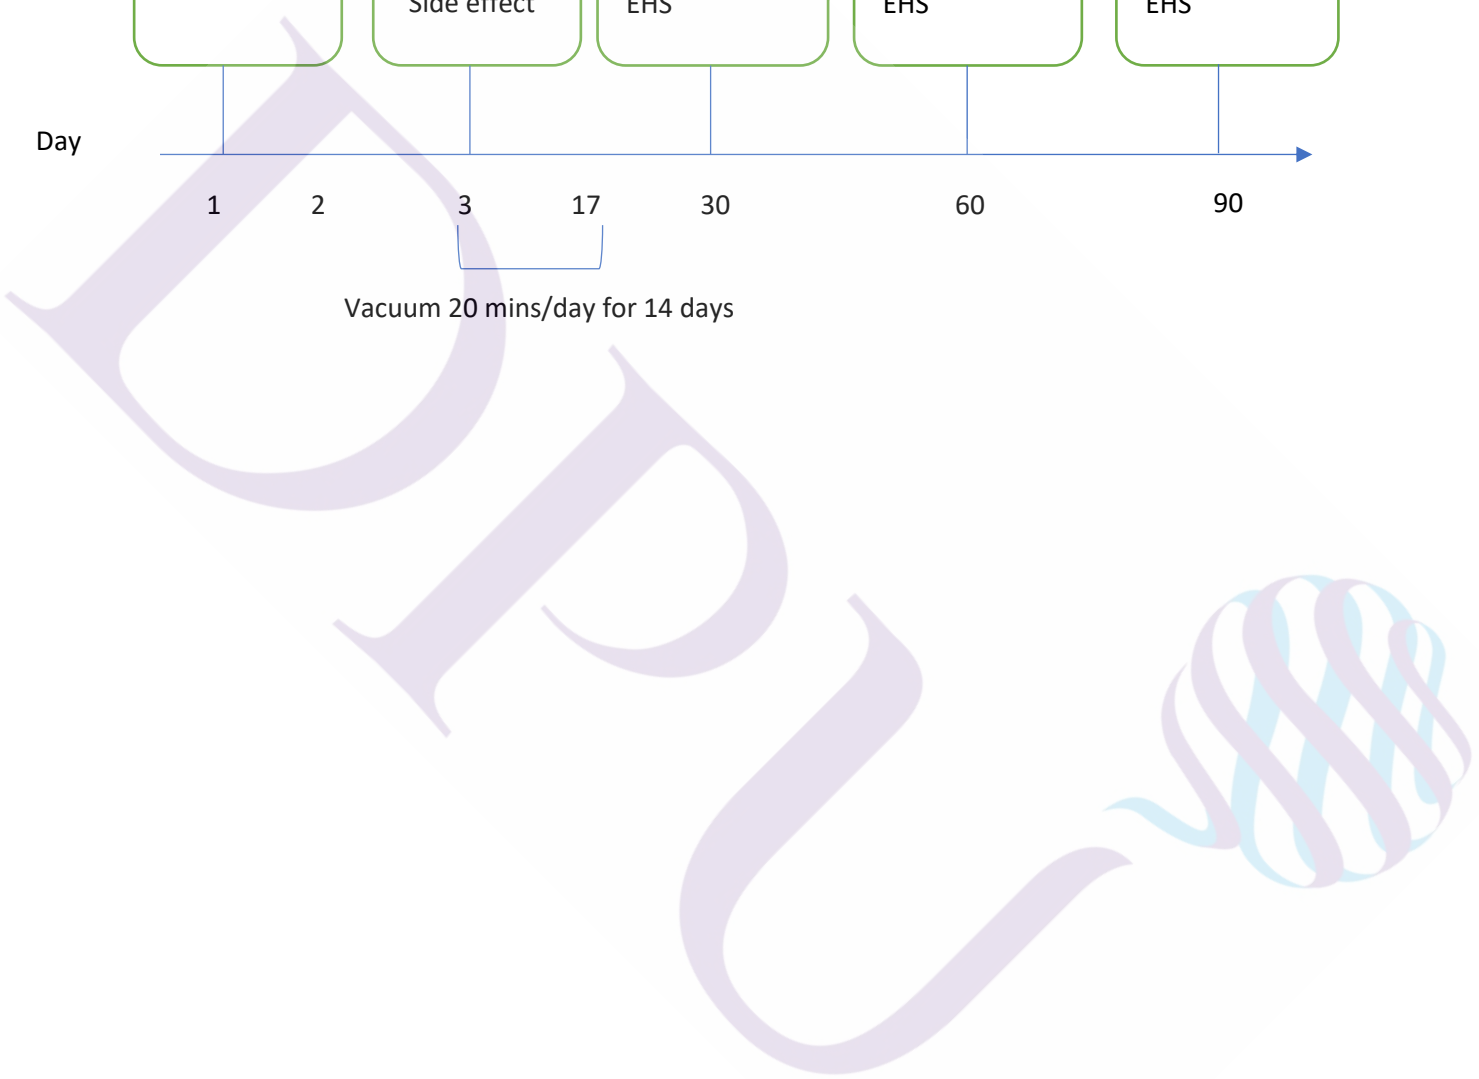 Side effect EHS EHS EHS
Day
1 2 3 17 30 60 90
Vacuum 20 mins/day for 14 days
DPU